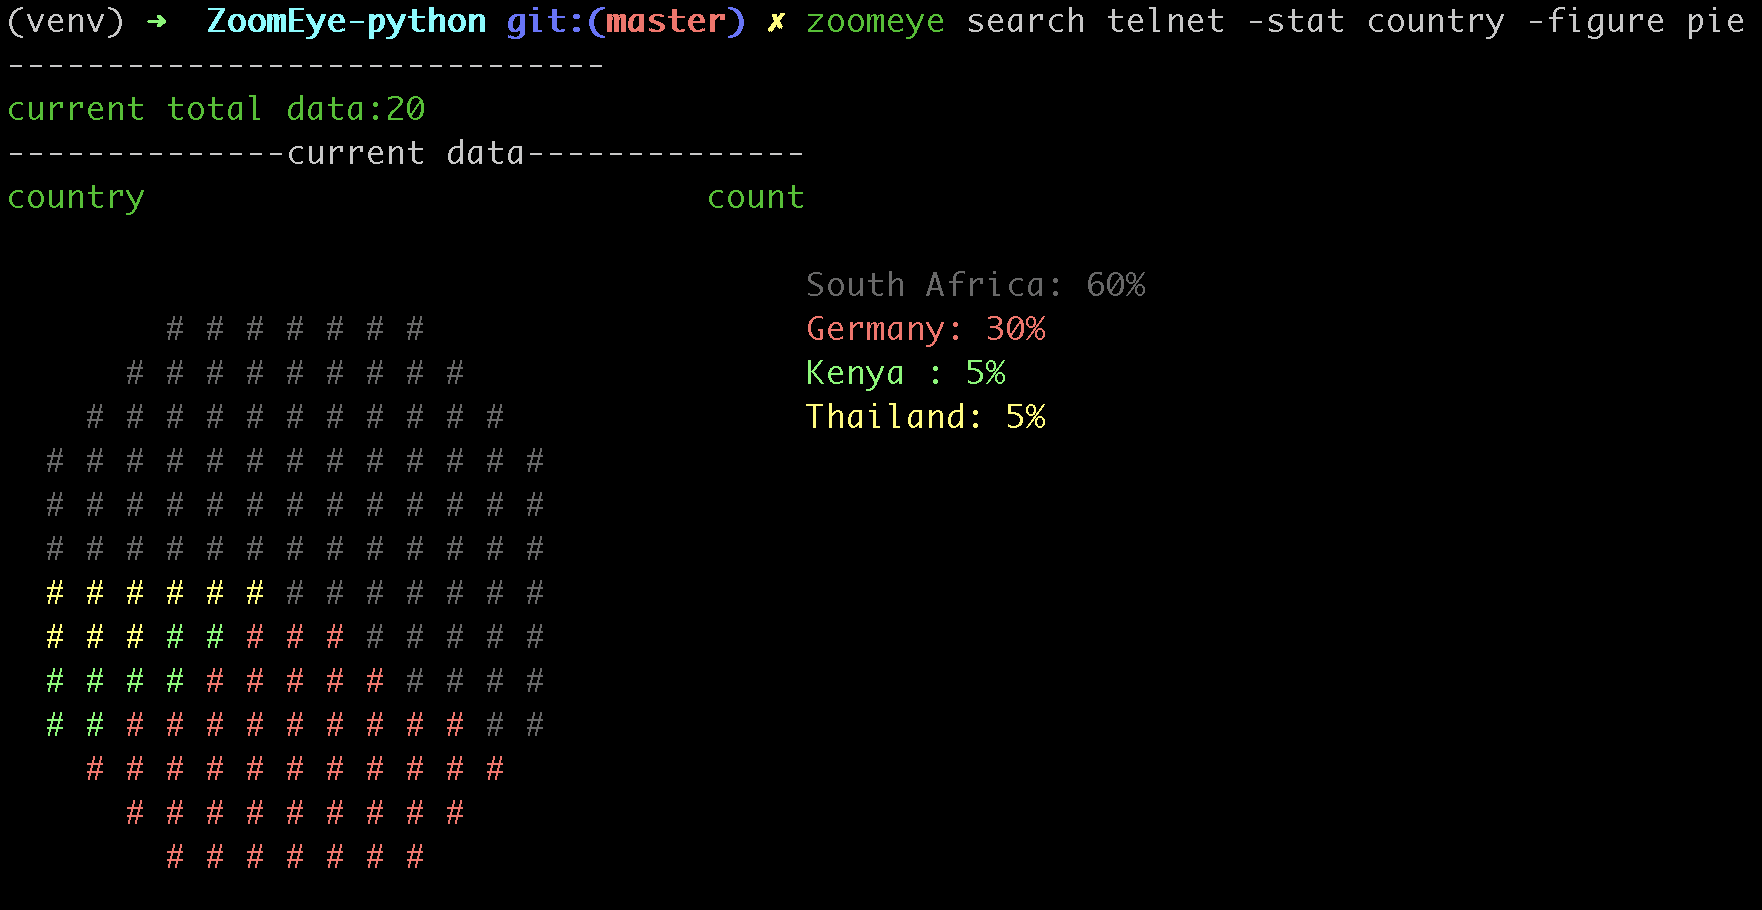 (venv) ➜  ZoomEye-python git:(master) ✗ zoomeye search telnet -stat country -figure pie
------------------------------
current total data:20
--------------current data--------------
country                            count
South Africa: 60%
# # # # # # # Germany: 30%
# # # # # # # # # Kenya : 5%
# # # # # # # # # # # Thailand: 5%
# # # # # # # # # # # # #
# # # # # # # # # # # # #
# # # # # # # # # # # # #
# # # # # # # # # # # # #
# # # # # # # # # # # # #
# # # # # # # # # # # # #
# # # # # # # # # # # # #
# # # # # # # # # # #
# # # # # # # # #
# # # # # # #